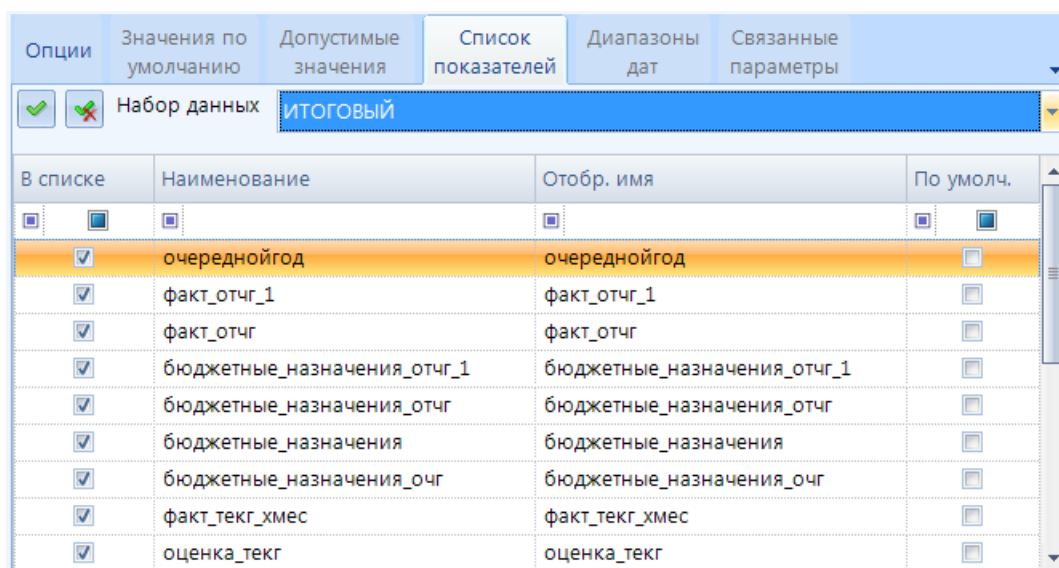 Опции Значения по умолчанию Допустимые значения Список показателей Диапазоны дат Связанные параметры
Набор данных ИТОГОВЫЙ
В списке Наименование Отобр. имя По умолч.
очереднойгод очереднойгод
факт_отчг_1 факт_отчг_1
факт_отчг факт_отчг
бюджетные_назначения_отчг_1 бюджетные_назначения_отчг_1
бюджетные_назначения_отчг бюджетные_назначения_отчг
бюджетные_назначения бюджетные_назначения
бюджетные_назначения_очг бюджетные_назначения_очг
факт_текг_хмес факт_текг_хмес
оценка_текг оценка_текг